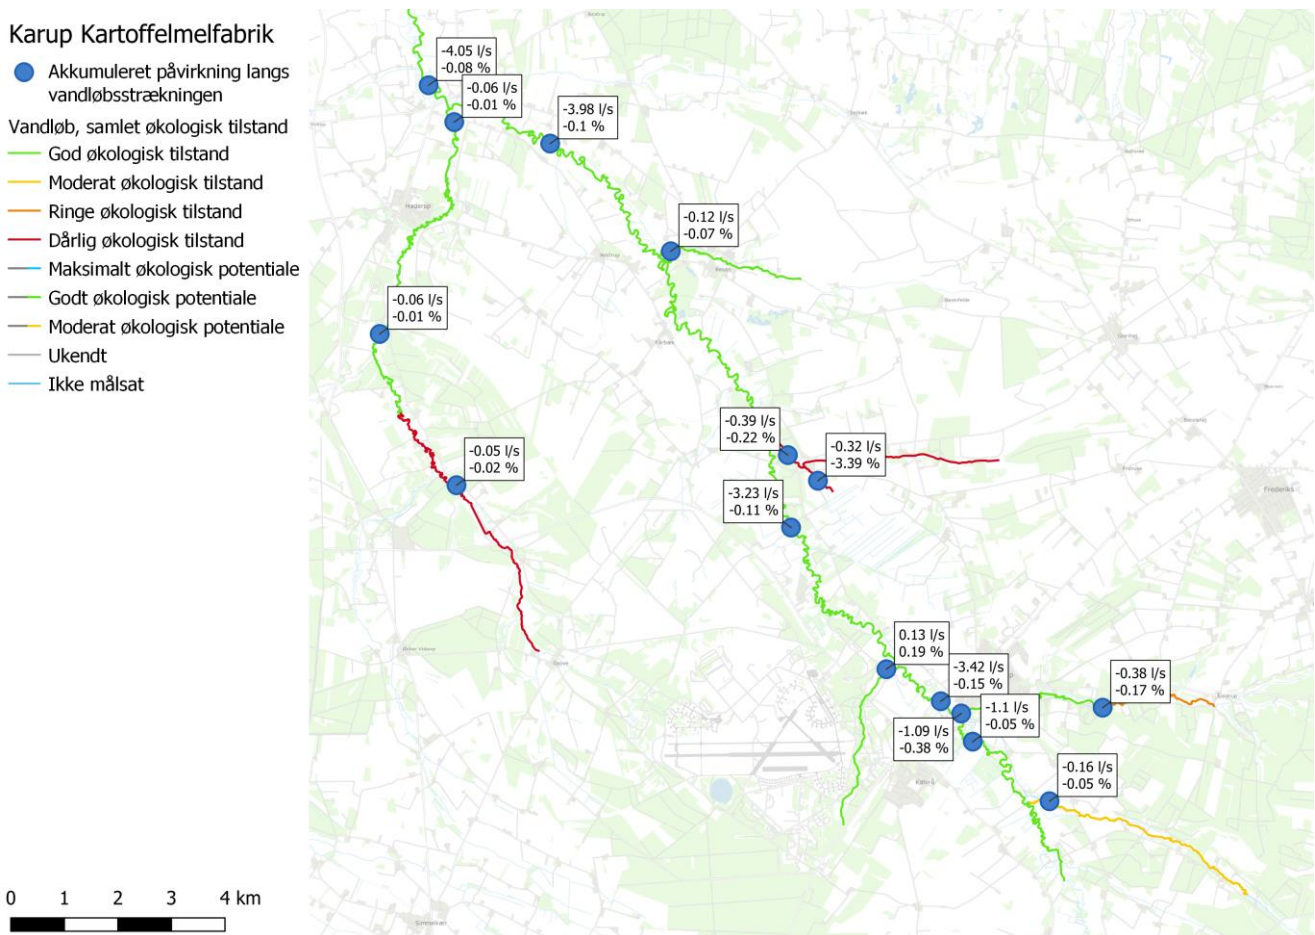 Karup Kartoffelmelfabrik
Akkumuleret påvirkning langs
vandløbsstrækningen
Vandløb, samlet økologisk tilstand
God økologisk tilstand
Moderat økologisk tilstand
Ringe økologisk tilstand
Dårlig økologisk tilstand
Maksimalt økologisk potentiale
Godt økologisk potentiale
Moderat økologisk potentiale
Ukendt
Ikke målsat
0 1 2 3 4 km
-4.05 l/s
-0.08 %
-0.06 l/s
-0.01 %
-3.98 l/s
-0.1 %
Haderup
-0.12 l/s
-0.07 %
-0.06 l/s
-0.01 %
-0.39 l/s
-0.22 %
-0.32 l/s
-3.39 %
-0.05 l/s
-0.02 %
Frederiks
-3.23 l/s
-0.11 %
0.13 l/s
0.19 %
-3.42 l/s
-0.15 %
-0.38 l/s
-0.17 %
-1.1 l/s
-0.05 %
-1.09 l/s
-0.38 %
-0.16 l/s
-0.05 %